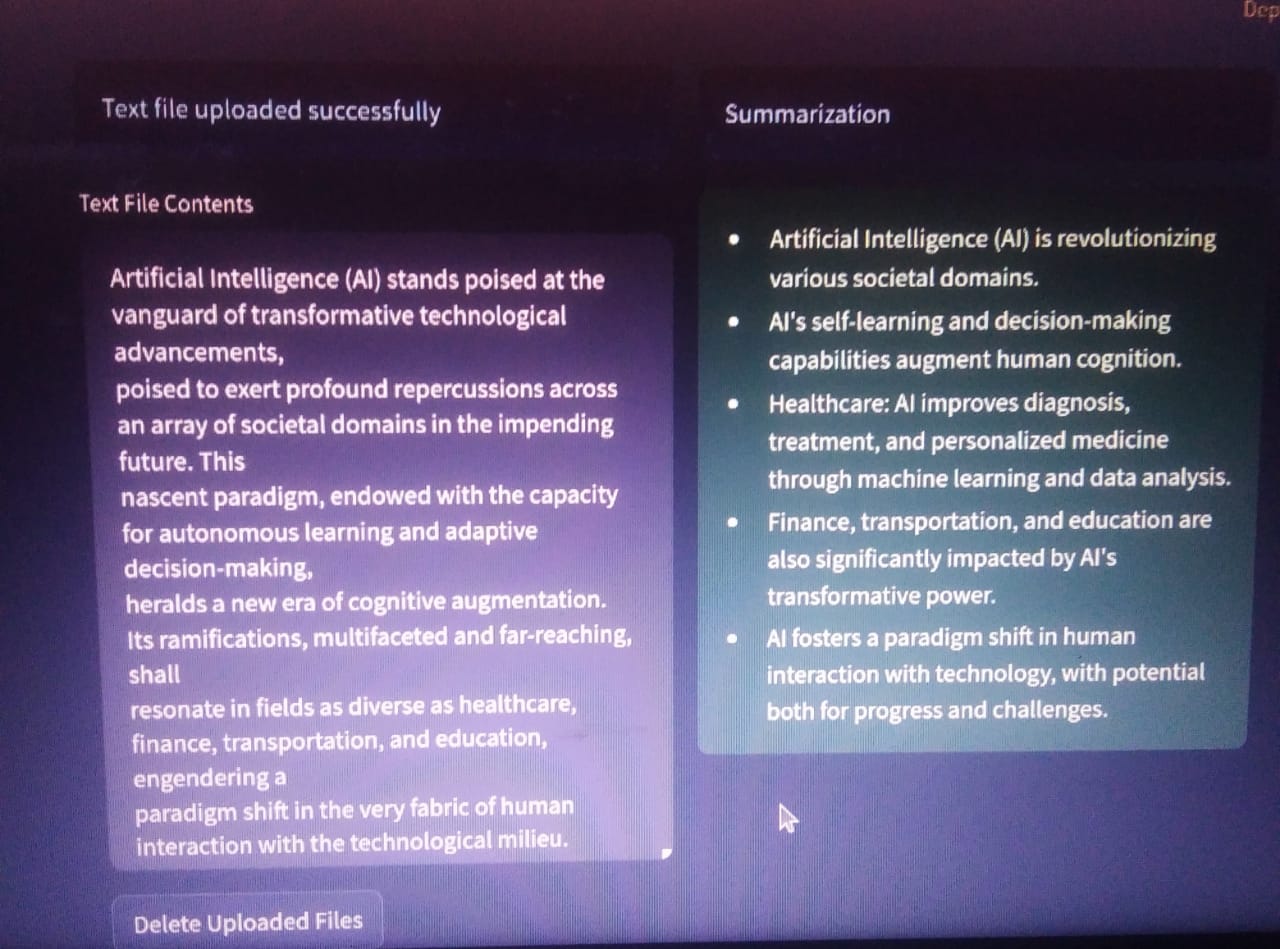 Dep
Text file uploaded successfully
Text File Contents
Artificial Intelligence (AI) stands poised at the
vanguard of transformative technological
advancements,
poised to exert profound repercussions across
an array of societal domains in the impending
future. This
nascent paradigm, endowed with the capacity
for autonomous learning and adaptive
decision-making,
heralds a new era of cognitive augmentation.
Its ramifications, multifaceted and far-reaching,
shall
resonate in fields as diverse as healthcare,
finance, transportation, and education,
engendering a
paradigm shift in the very fabric of human
interaction with the technological milieu.
Delete Uploaded Files
Summarization
• Artificial Intelligence (AI) is revolutionizing
various societal domains.
• AI's self-learning and decision-making
capabilities augment human cognition.
• Healthcare: AI improves diagnosis,
treatment, and personalized medicine
through machine learning and data analysis.
• Finance, transportation, and education are
also significantly impacted by AI's
transformative power.
• AI fosters a paradigm shift in human
interaction with technology, with potential
both for progress and challenges.